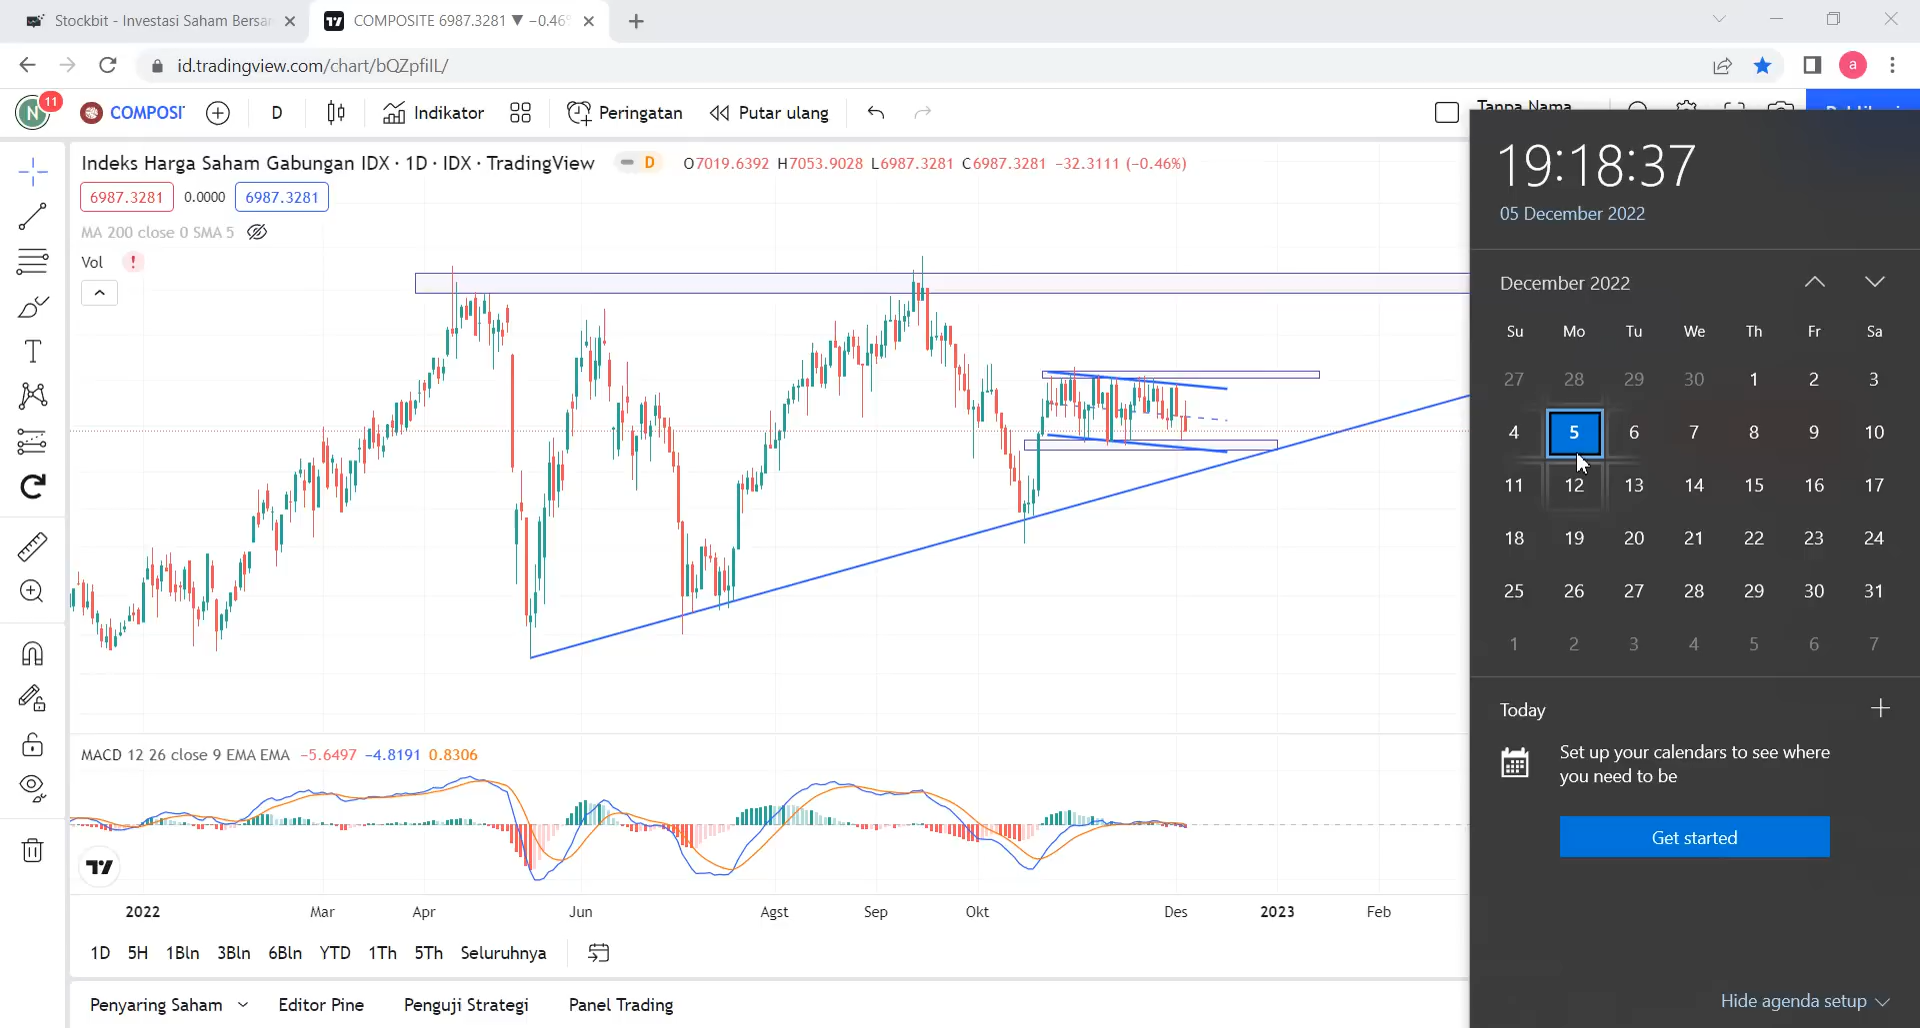 Stockbit - Investasi Saham Bersa
COMPOSITE 6987.3281 ▼ −0.46
id.tradingview.com/chart/bQZpfilL/
a
N
11
COMPOSI
D
Indikator
Peringatan
Putar ulang
Tanpa Nama
Indeks Harga Saham Gabungan IDX · 1D · IDX · TradingView
D
O7019.6392 H7053.9028 L6987.3281 C6987.3281 −32.3111 (−0.46%)
6987.3281 0.0000 6987.3281
MA 200 close 0 SMA 5
Vol !
MACD 12 26 close 9 EMA EMA −5.6497 −4.8191 0.8306
2022 Mar Apr Jun Agst Sep Okt Des 2023 Feb
1D 5H 1Bln 3Bln 6Bln YTD 1Th 5Th Seluruhnya
Penyaring Saham Editor Pine Penguji Strategi Panel Trading
19:18:37
05 December 2022
December 2022
Su Mo Tu We Th Fr Sa
27 28 29 30 1 2 3
4 5 6 7 8 9 10
11 12 13 14 15 16 17
18 19 20 21 22 23 24
25 26 27 28 29 30 31
1 2 3 4 5 6 7
Today
Set up your calendars to see where
you need to be
Get started
Hide agenda setup